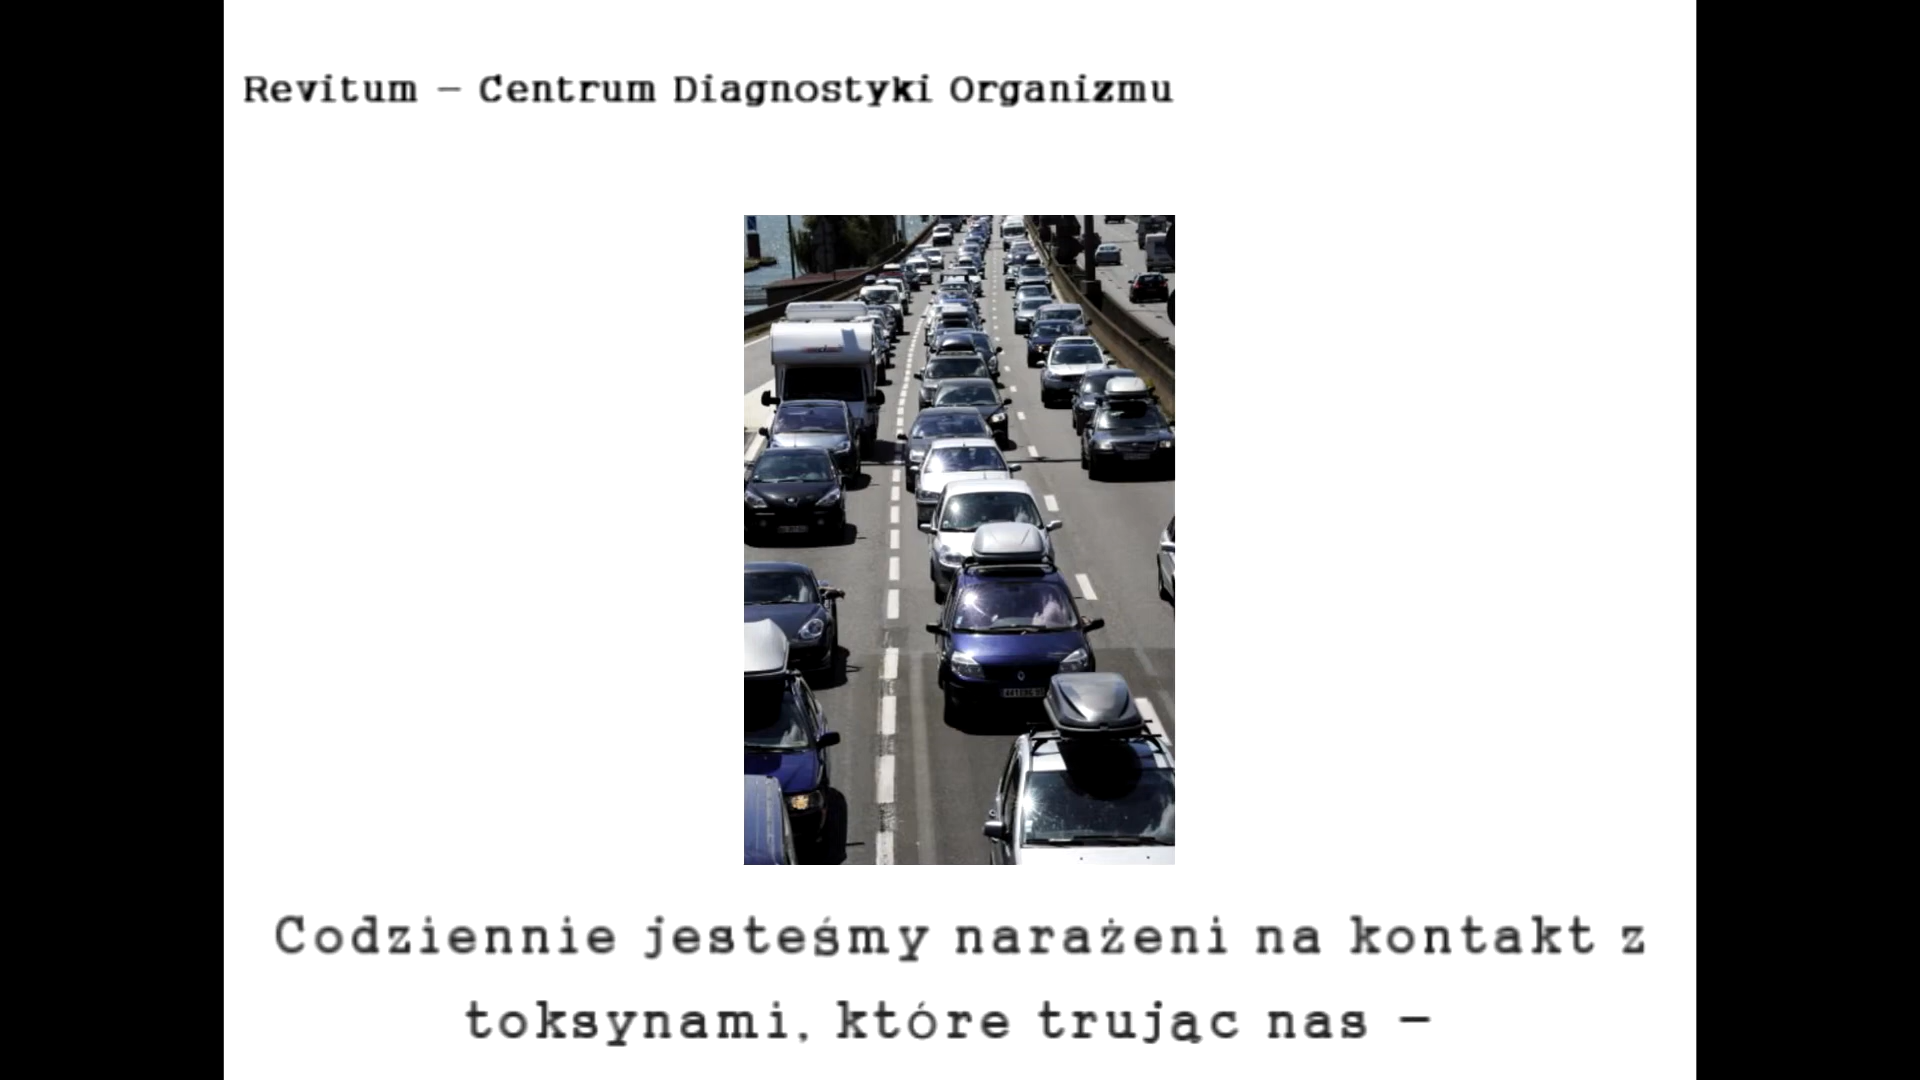 Revitum – Centrum Diagnostyki Organizmu
Codziennie jesteśmy narażeni na kontakt z
toksynami, które trując nas –